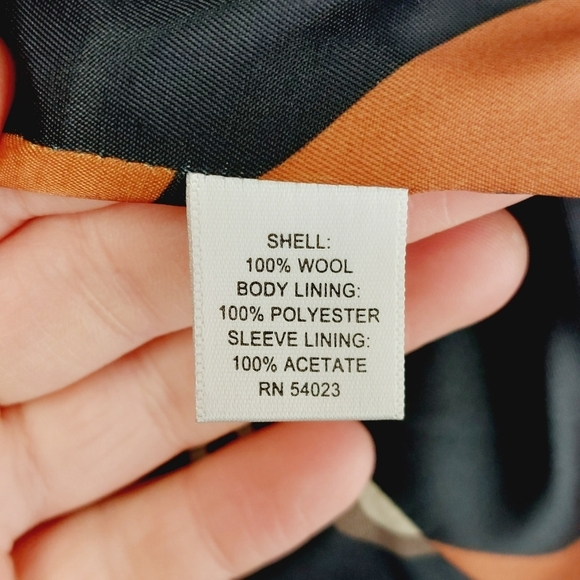 SHELL:
100% WOOL
BODY LINING:
100% POLYESTER
SLEEVE LINING:
100% ACETATE
RN 54023